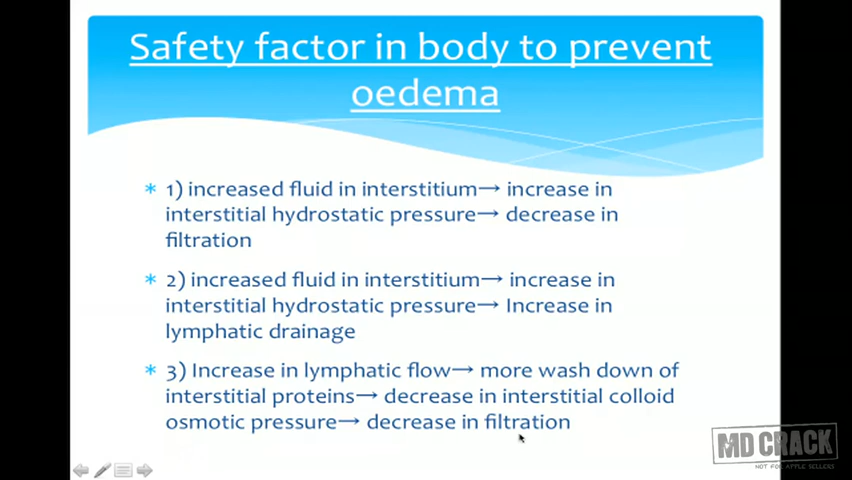 Safety factor in body to prevent
oedema
* 1) increased fluid in interstitium→ increase in
interstitial hydrostatic pressure→ decrease in
filtration
* 2) increased fluid in interstitium→ increase in
interstitial hydrostatic pressure→ Increase in
lymphatic drainage
* 3) Increase in lymphatic flow→ more wash down of
interstitial proteins→ decrease in interstitial colloid
osmotic pressure→ decrease in filtration
MD CRACK
NOT FOR APPLE SELLERS